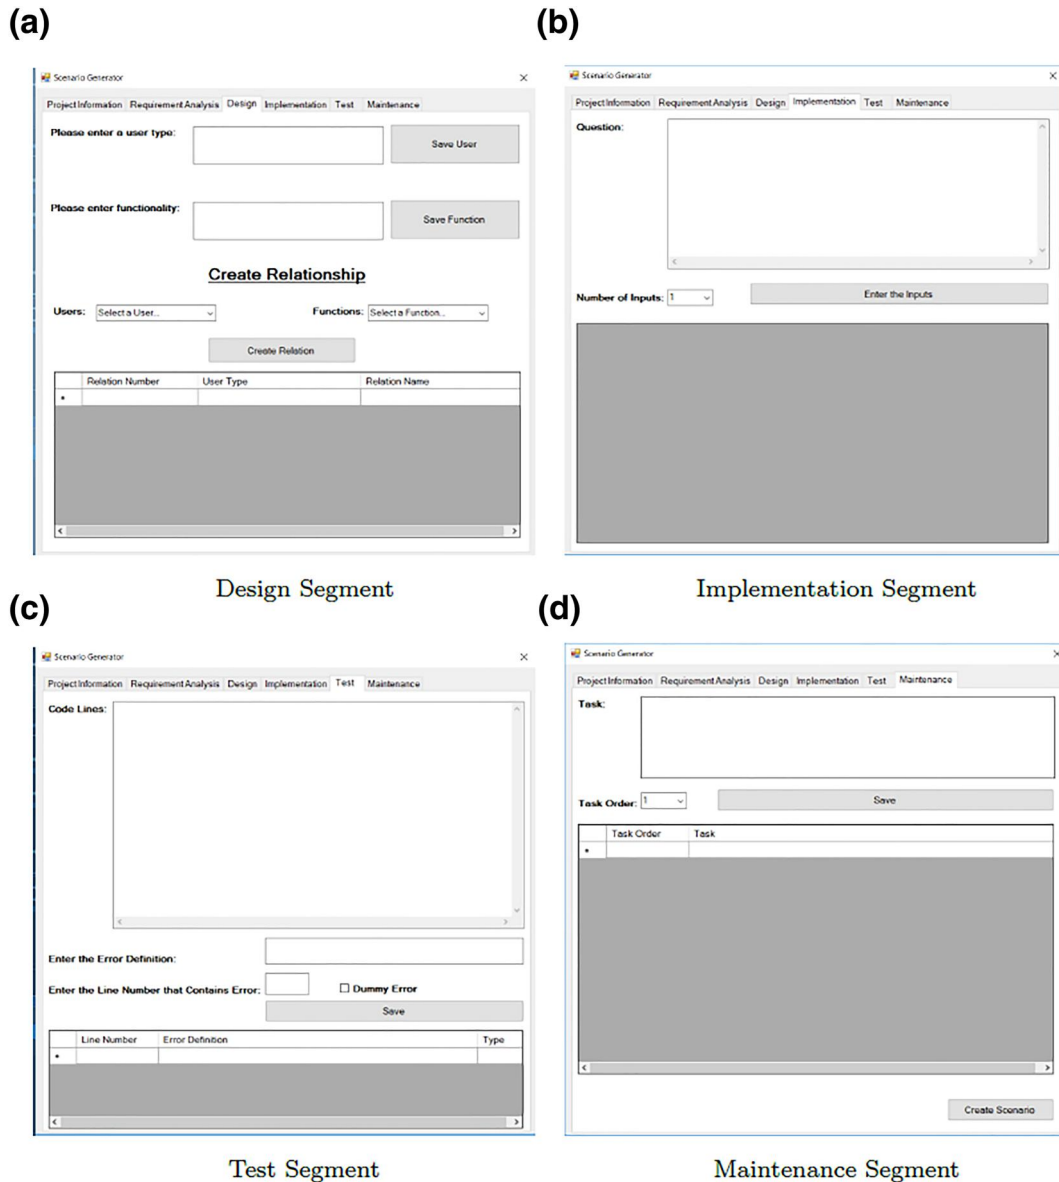 (a)
Scenario Generator
Project Information Requirement Analysis Design Implementation Test Maintenance
Please enter a user type:
Save User
Please enter functionality:
Save Function
Create Relationship
Users: Select a User... Functions: Select a Function...
Create Relation
Relation Number User Type Relation Name
Design Segment
(b)
Scenario Generator
Project Information Requirement Analysis Design Implementation Test Maintenance
Question:
Number of Inputs: 1 Enter the Inputs
Implementation Segment
(c)
Scenario Generator
Project Information Requirement Analysis Design Implementation Test Maintenance
Code Lines:
Enter the Error Definition:
Enter the Line Number that Contains Error: Dummy Error
Save
Line Number Error Definition Type
Test Segment
(d)
Scenario Generator
Project Information Requirement Analysis Design Implementation Test Maintenance
Task:
Task Order: 1 Save
Task Order Task
Create Scenario
Maintenance Segment